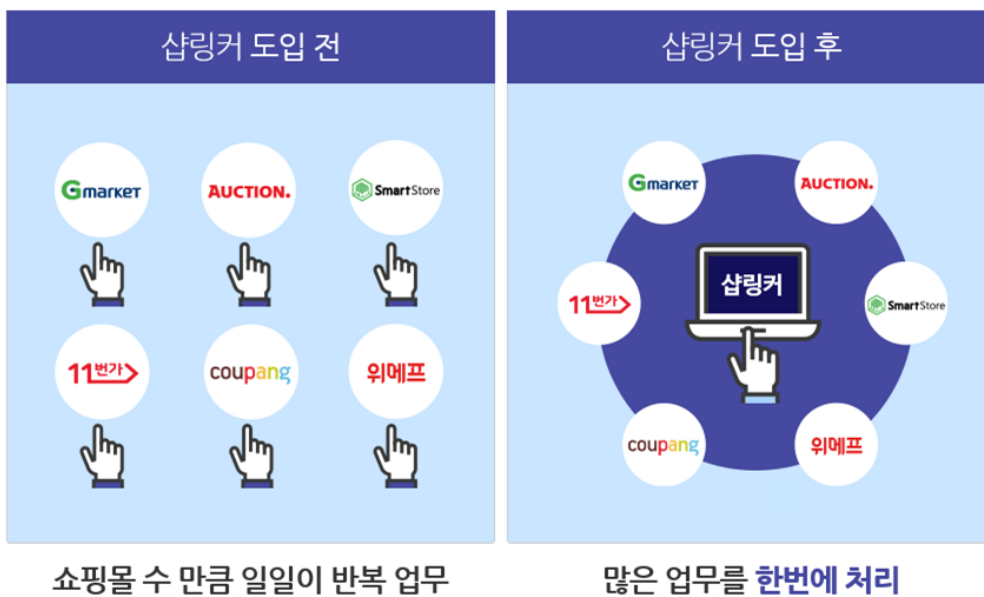 샵링커 도입 전
Gmarket
AUCTION.
SmartStore
11번가
coupang
위메프
쇼핑몰 수 만큼 일일이 반복 업무
샵링커 도입 후
Gmarket
AUCTION.
11번가
샵링커
SmartStore
coupang
위메프
많은 업무를 한번에 처리